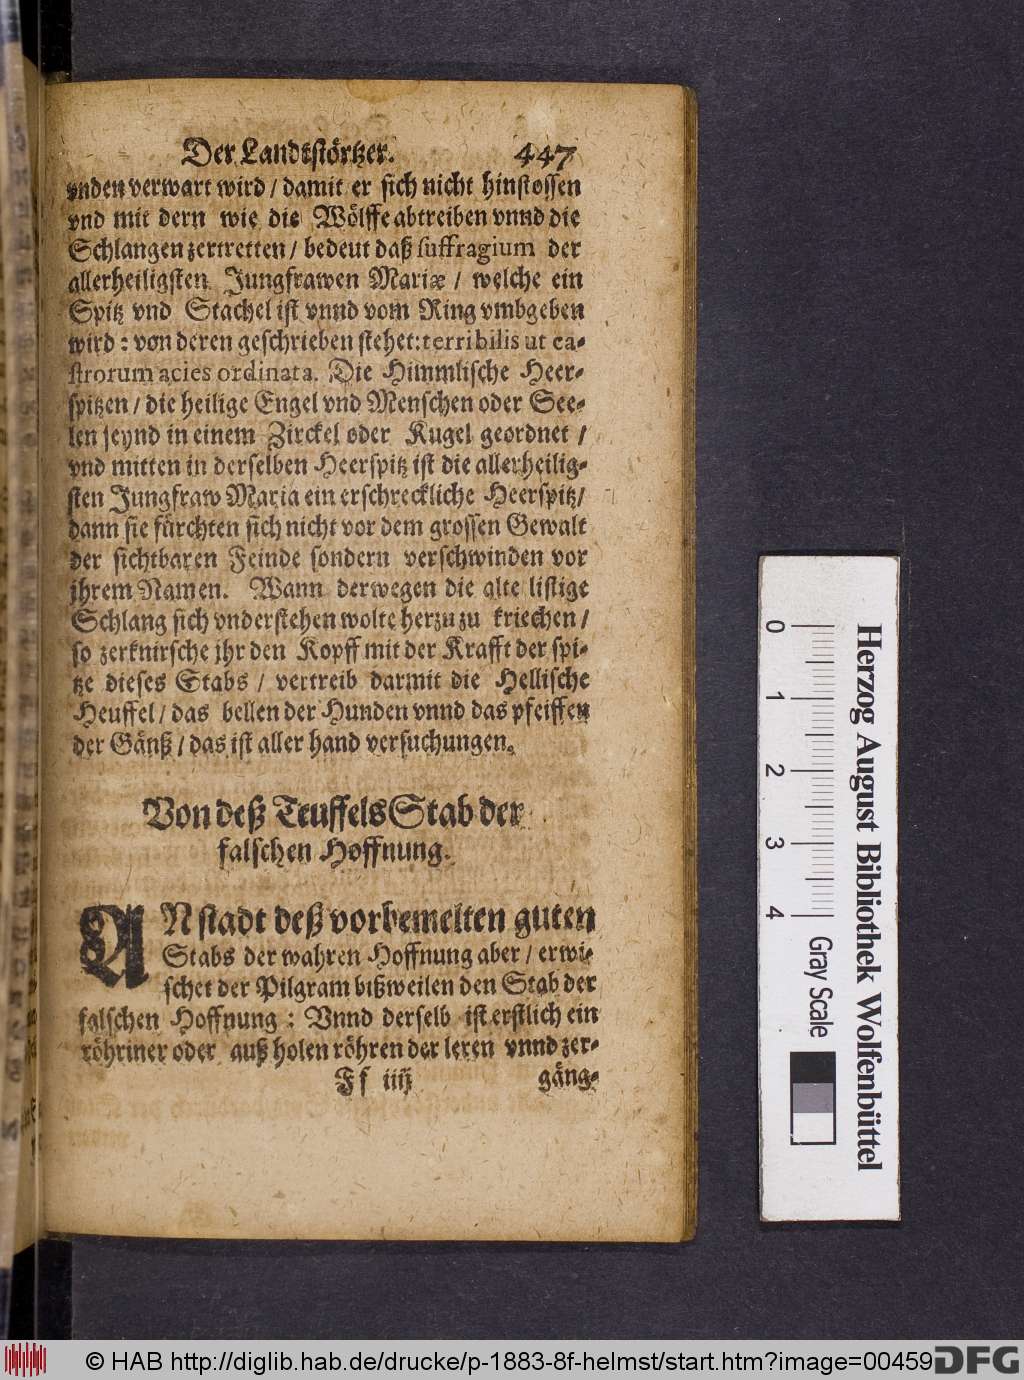 Der Landtstörtzer. 447
vnden verwart wird / damit er sich nicht hinstossen
vnd mit dern wie die Wölffe abtreiben vnnd die
Schlangen zertretten / bedeut daß suffragium der
allerheiligsten Jungfrawen Mariæ / welche ein
Spitz vnd Stachel ist vnnd vom Ring vmbgeben
wird : von deren geschrieben stehet: terribilis ut ca-
strorum acies ordinata. Die Himmlische Heer-
spitzen / die heilige Engel vnd Menschen oder See-
len seynd in einem Zirckel oder Kugel geordnet /
vnd mitten in derselben Heerspitz ist die allerheilig-
sten Jungfraw Maria ein erschreckliche Heerspitz /
dann sie fürchten sich nicht vor dem grossen Gewalt
der sichtbaren Feinde sondern verschwinden vor
jhrem Namen. Wann derwegen die alte listige
Schlang sich vnderstehen wolte herzu zu kriechen /
so zerknirsche jhr den Kopff mit der Krafft der spi-
tze dieses Stabs / vertreib darmit die Hellische
Heuffel / das bellen der Hunden vnnd das pfeiffen
der Gänß / das ist aller hand versuchungen.
Von deß Teuffels Stab der
falschen Hoffnung.
ANstadt deß vorbemelten guten
Stabs der wahren Hoffnung aber / erwi-
schet der Pilgram bißweilen den Stab der
falschen Hoffnung : Vnnd derselb ist erstlich ein
röhriner oder auß holen röhren der leren vnnd zer-
Ff iiij gäng-
0 1 2 3 4 Gray Scale
Herzog August Bibliothek Wolfenbüttel
© HAB http://diglib.hab.de/drucke/p-1883-8f-helmst/start.htm?image=00459
DFG